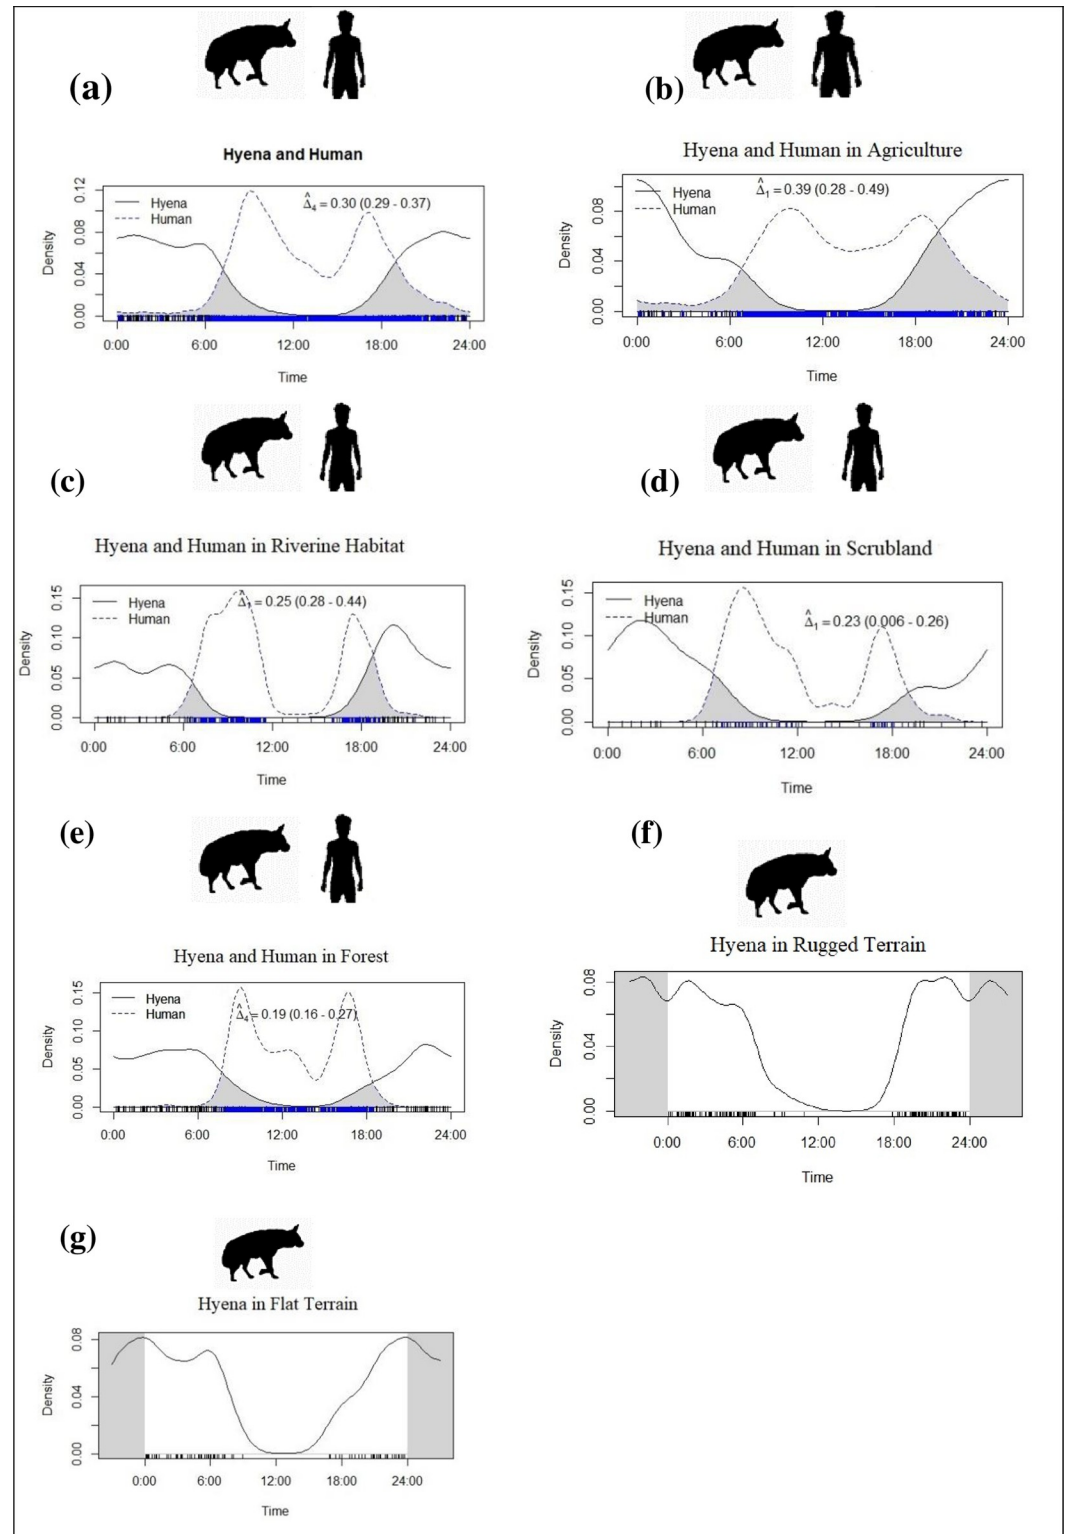 (a)
Hyena and Human
Hyena
Human
Δ̂4 = 0.30 (0.29 - 0.37)
Density
0.12
0.08
0.04
0.00
0:00 6:00 12:00 18:00 24:00
Time
(b)
Hyena and Human in Agriculture
Hyena
Human
Δ̂1 = 0.39 (0.28 - 0.49)
Density
0.08
0.04
0.00
0:00 6:00 12:00 18:00 24:00
Time
(c)
Hyena and Human in Riverine Habitat
Hyena
Human
Δ̂1 = 0.25 (0.28 - 0.44)
Density
0.15
0.10
0.05
0.00
0:00 6:00 12:00 18:00 24:00
Time
(d)
Hyena and Human in Scrubland
Hyena
Human
Δ̂1 = 0.23 (0.006 - 0.26)
Density
0.15
0.10
0.05
0.00
0:00 6:00 12:00 18:00 24:00
Time
(e)
Hyena and Human in Forest
Hyena
Human
Δ̂4 = 0.19 (0.16 - 0.27)
Density
0.15
0.10
0.05
0.00
0:00 6:00 12:00 18:00 24:00
Time
(f)
Hyena in Rugged Terrain
Density
0.08
0.04
0.00
0:00 6:00 12:00 18:00 24:00
Time
(g)
Hyena in Flat Terrain
Density
0.08
0.04
0.00
0:00 6:00 12:00 18:00 24:00
Time